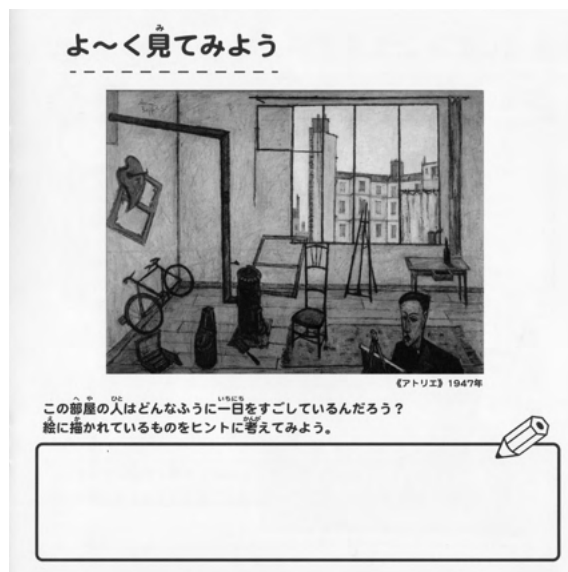 よ〜く見てみよう
《アトリエ》1947年
この部屋の人はどんなふうに一日をすごしているんだろう？
絵に描かれているものをヒントに考えてみよう。